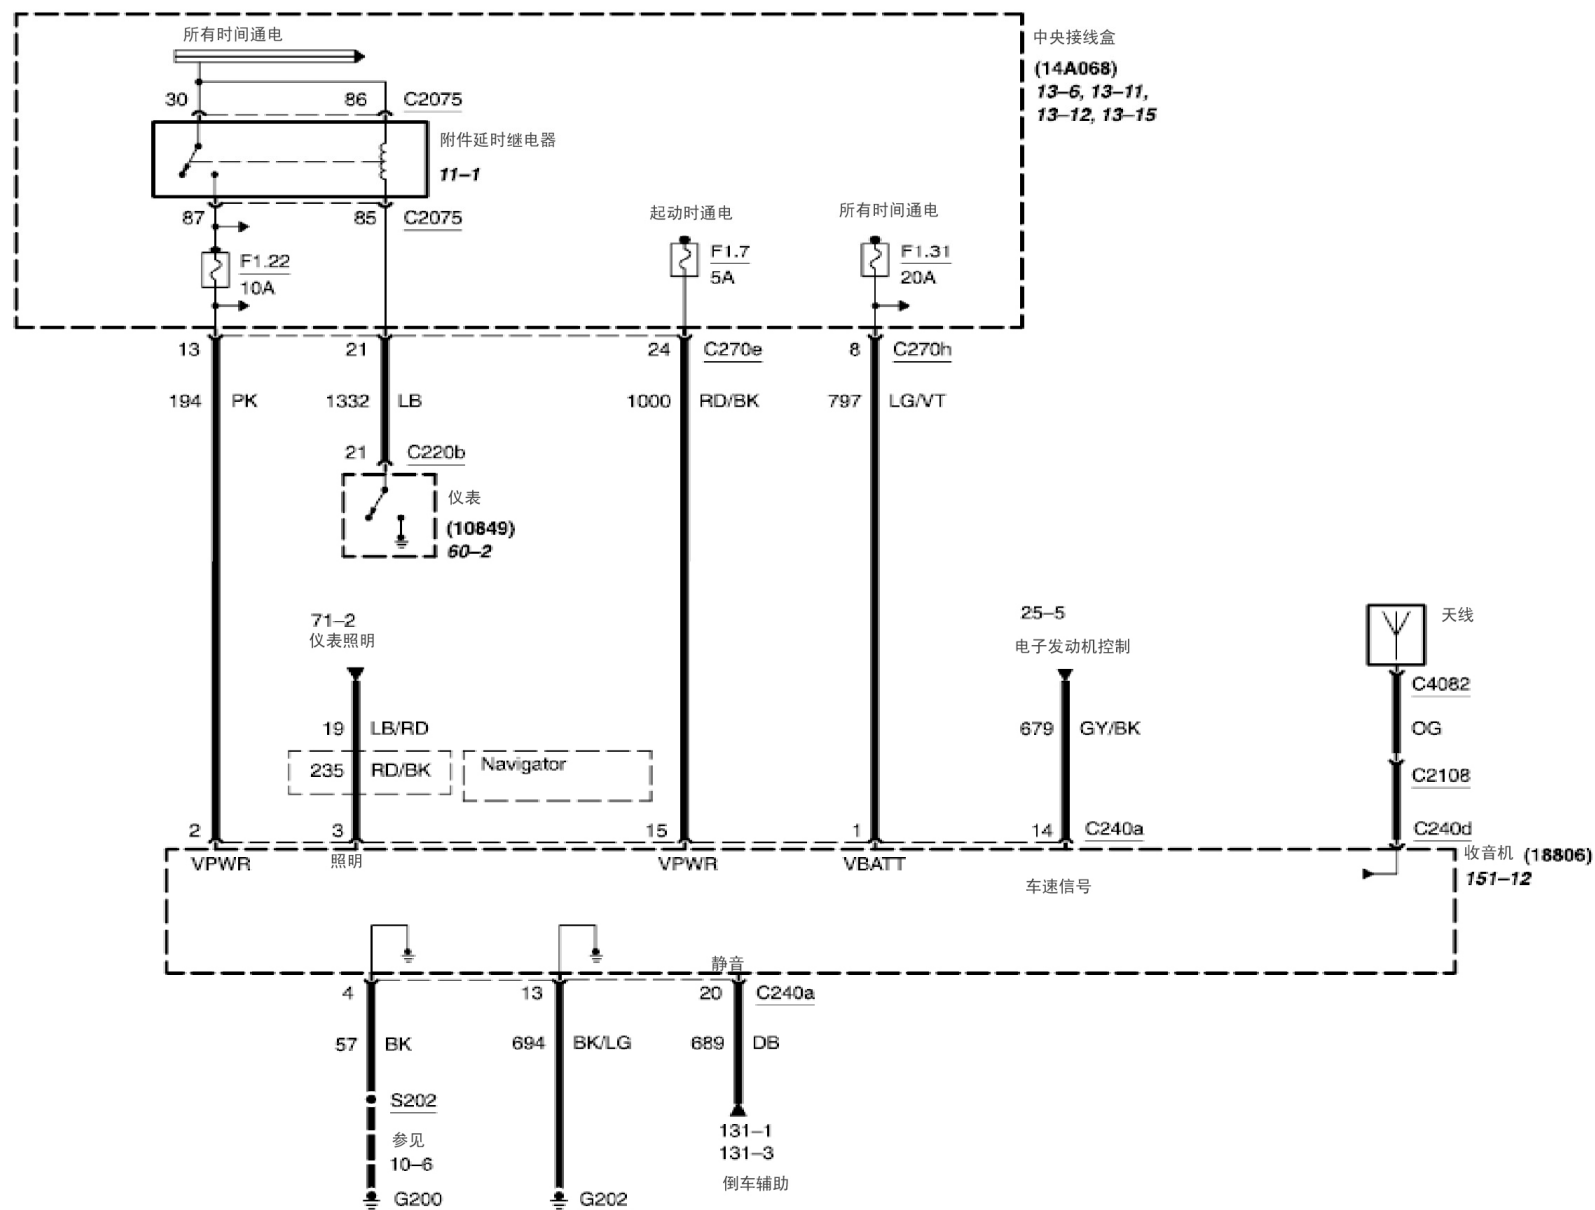 所有时间通电
中央接线盒
(14A068)
13–6, 13–11,
13–12, 13–15
30 86 C2075
附件延时继电器
11–1
87 85 C2075
起动时通电
所有时间通电
F1.22
10A
F1.7
5A
F1.31
20A
13 21 24 C270e 8 C270h
194 PK 1332 LB 1000 RD/BK 797 LG/VT
21 C220b
仪表
(10849)
60–2
71–2
仪表照明
25–5
电子发动机控制
天线
C4082
19 LB/RD 679 GY/BK OG
235 RD/BK Navigator
C2108
2 3 15 1 14 C240a C240d
VPWR 照明 VPWR VBATT 车速信号
收音机 (18806)
151–12
静音
4 13 20 C240a
57 BK 694 BK/LG 689 DB
S202
参见
10–6
131–1
131–3
倒车辅助
G200 G202